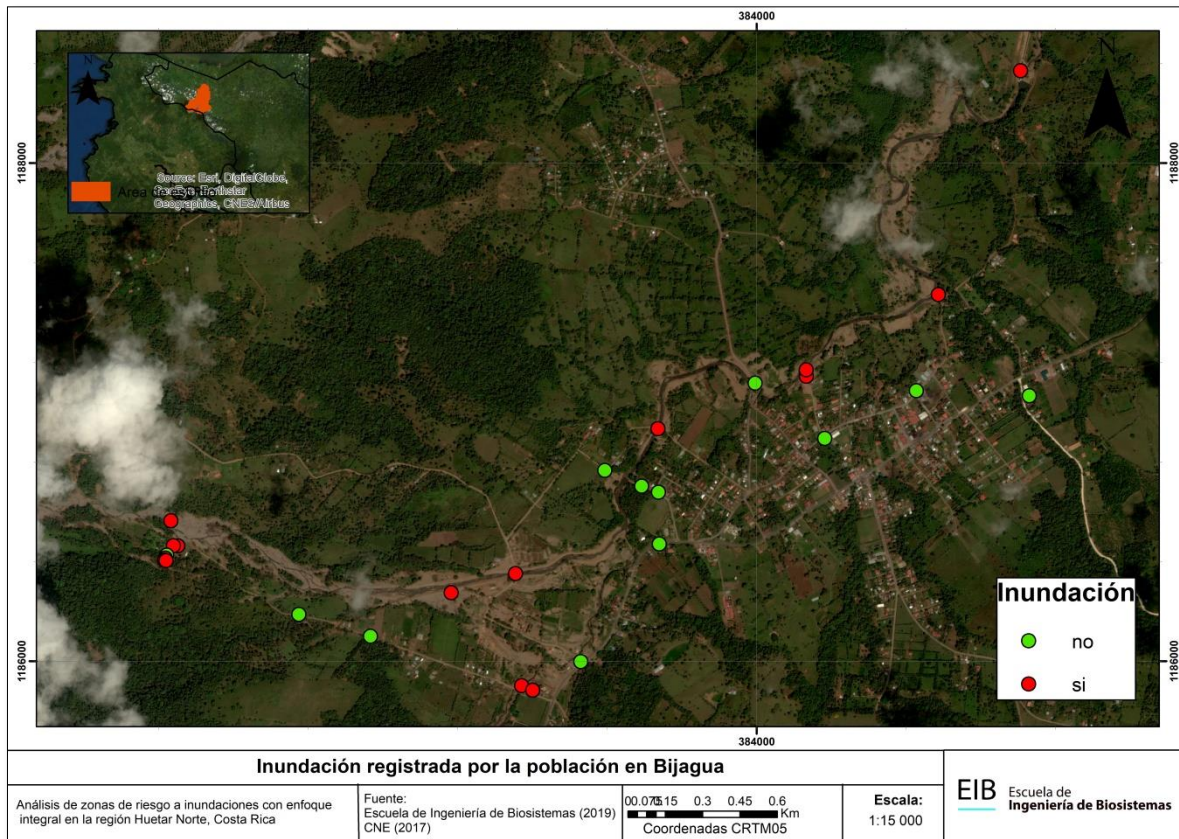 384000
N
N
Source: Esri, DigitalGlobe,
Geographics, CNES/Airbus
1188000
1188000
Inundación
no
si
1186000
1186000
384000
Inundación registrada por la población en Bijagua
Análisis de zonas de riesgo a inundaciones con enfoque
integral en la región Huetar Norte, Costa Rica
Fuente:
Escuela de Ingeniería de Biosistemas (2019)
CNE (2017)
0.3 0.45 0.6
Km
Coordenadas CRTM05
Escala:
1:15 000
EIB
Escuela de
Ingeniería de Biosistemas